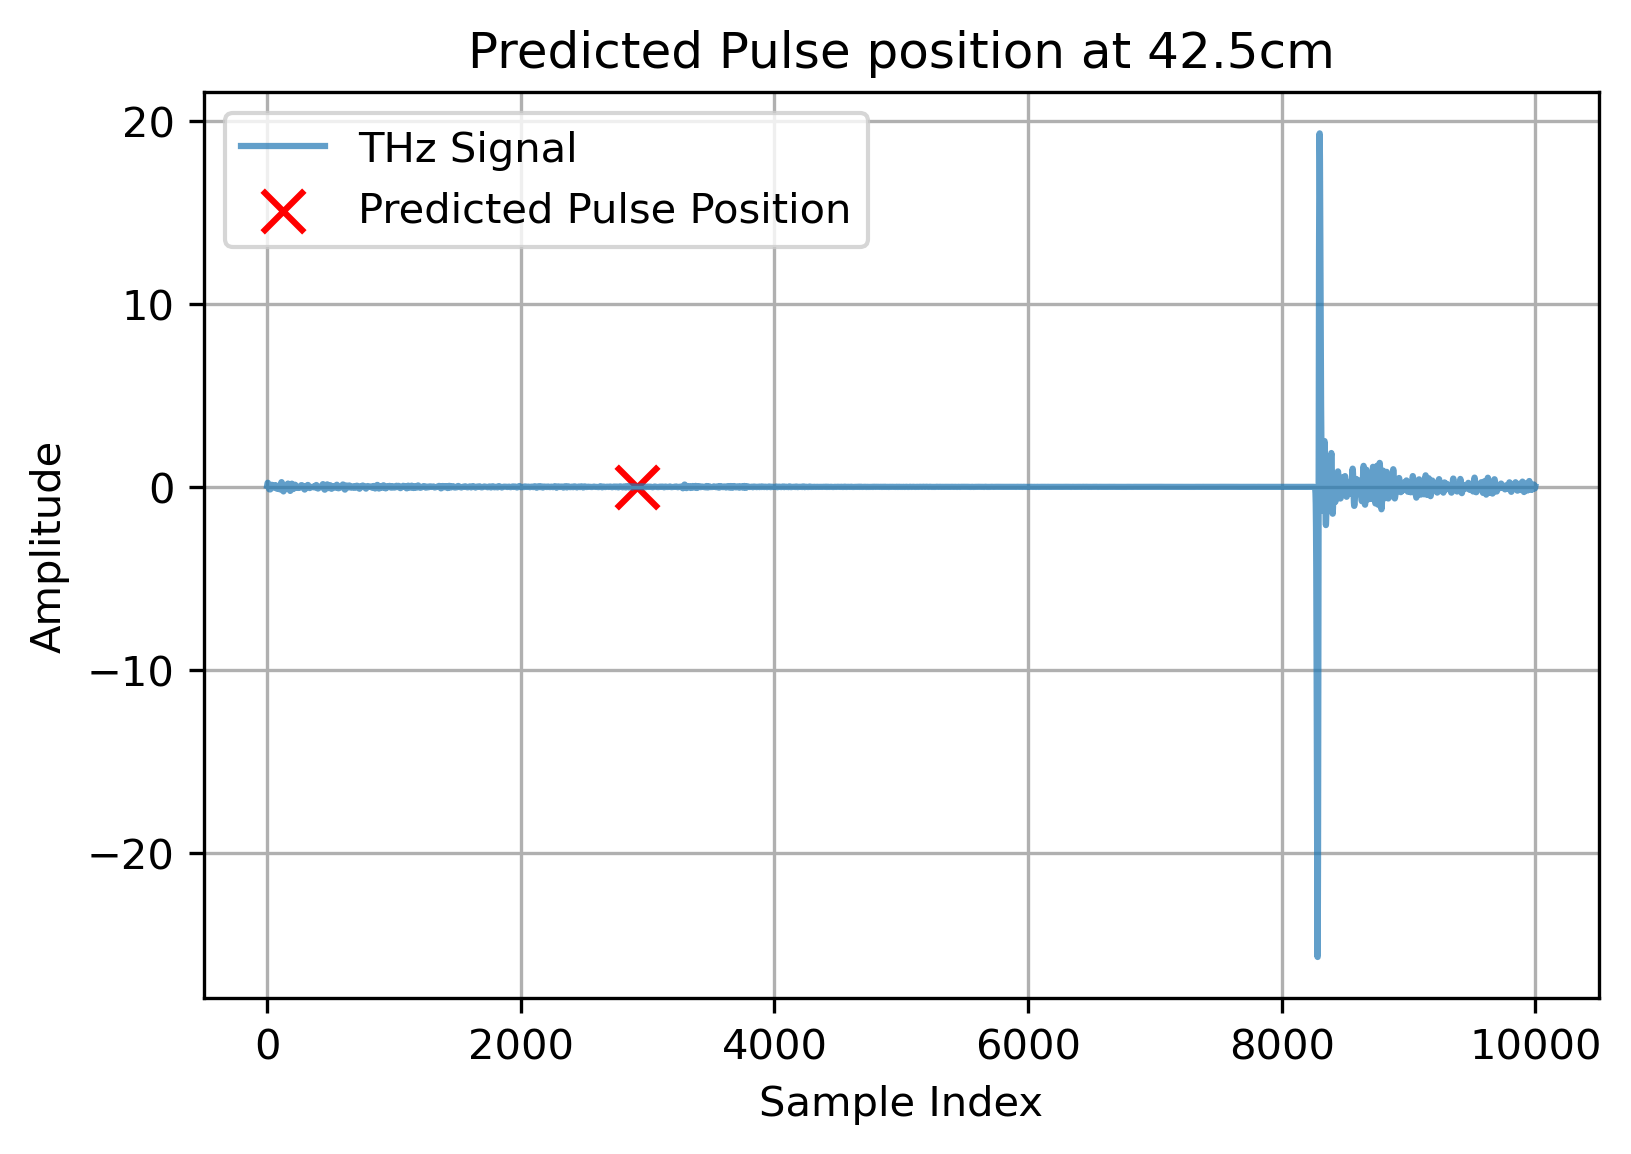 Predicted Pulse position at 42.5cm
THz Signal
Predicted Pulse Position
20
10
0
−10
−20
Amplitude
0 2000 4000 6000 8000 10000
Sample Index